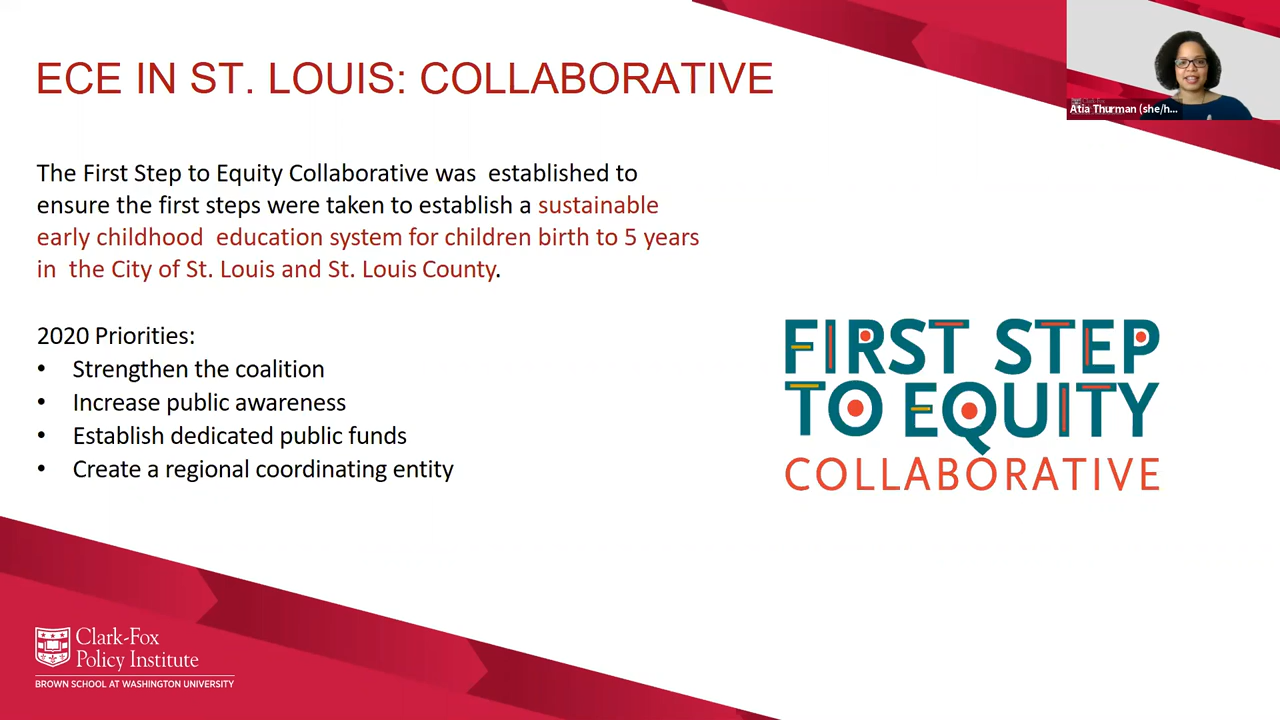 ECE IN ST. LOUIS: COLLABORATIVE
Atia Thurman (she/h...
The First Step to Equity Collaborative was established to
ensure the first steps were taken to establish a sustainable
early childhood education system for children birth to 5 years
in the City of St. Louis and St. Louis County.
2020 Priorities:
• Strengthen the coalition
• Increase public awareness
• Establish dedicated public funds
• Create a regional coordinating entity
FIRST STEP
TO EQUITY
COLLABORATIVE
Clark-Fox
Policy Institute
BROWN SCHOOL AT WASHINGTON UNIVERSITY